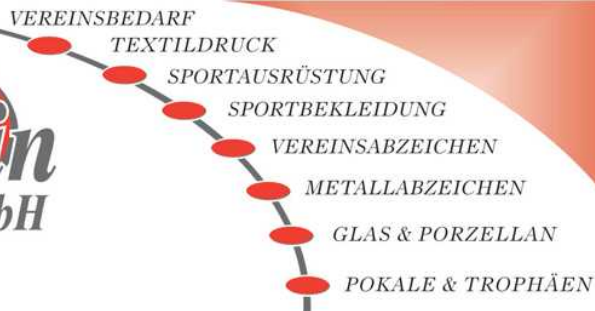 VEREINSBEDARF
TEXTILDRUCK
SPORTAUSRÜSTUNG
SPORTBEKLEIDUNG
VEREINSABZEICHEN
METALLABZEICHEN
GLAS & PORZELLAN
POKALE & TROPHÄEN